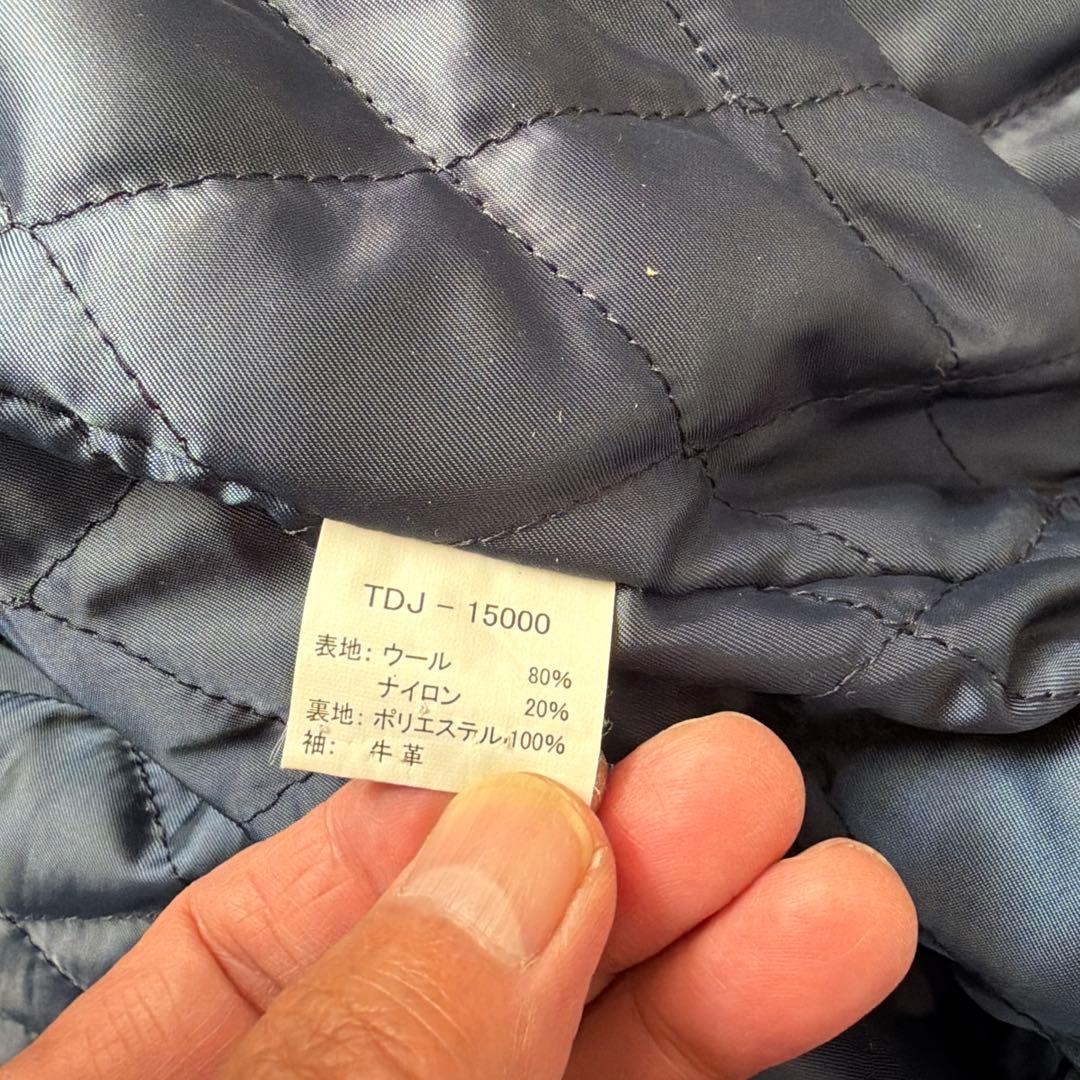 TDJ - 15000
表地: ウール 80%
ナイロン 20%
裏地: ポリエステル 100%
袖: 牛革